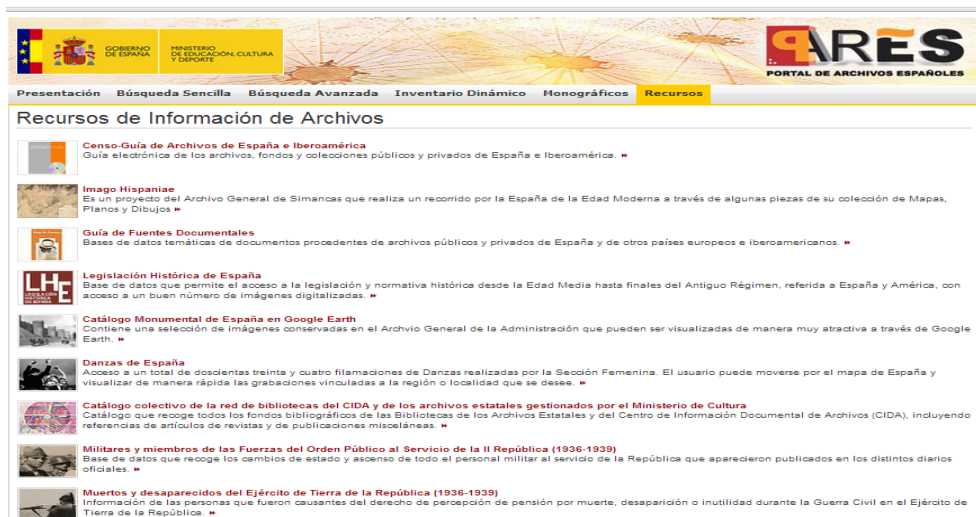 GOBIERNO
DE ESPAÑA
MINISTERIO
DE EDUCACIÓN, CULTURA
Y DEPORTE
PARES
PORTAL DE ARCHIVOS ESPAÑOLES
Presentación Búsqueda Sencilla Búsqueda Avanzada Inventario Dinámico Monográficos Recursos
Recursos de Información de Archivos
Censo-Guía de Archivos de España e Iberoamérica
Guía electrónica de los archivos, fondos y colecciones públicos y privados de España e Iberoamérica.
Imago Hispaniae
Es un proyecto del Archivo General de Simancas que realiza un recorrido por la España de la Edad Moderna a través de algunas piezas de su colección de Mapas,
Planos y Dibujos
Guía de Fuentes Documentales
Bases de datos temáticas de documentos procedentes de archivos públicos y privados de España y de otros países europeos e iberoamericanos.
LHE
LEGISLACIÓN
HISTÓRICA
DE ESPAÑA
Legislación Histórica de España
Base de datos que permite el acceso a la legislación y normativa histórica desde la Edad Media hasta finales del Antiguo Régimen, referida a España y América, con
acceso a un buen número de imágenes digitalizadas.
Catálogo Monumental de España en Google Earth
Contiene una selección de imágenes conservadas en el Archvio General de la Administración que pueden ser visualizadas de manera muy atractiva a través de Google
Earth.
Danzas de España
Acceso a un total de doscientas treinta y cuatro filamaciones de Danzas realizadas por la Sección Femenina. El usuario puede moverse por el mapa de España y
visualizar de manera rápida las grabaciones vinculadas a la región o localidad que se desee.
Catálogo colectivo de la red de bibliotecas del CIDA y de los archivos estatales gestionados por el Ministerio de Cultura
Catálogo que recoge todos los fondos bibliográficos de las Bibliotecas de los Archivos Estatales y del Centro de Información Documental de Archivos (CIDA), incluyendo
referencias de artículos de revistas y de publicaciones misceláneas.
Militares y miembros de las Fuerzas del Orden Público al Servicio de la II República (1936-1939)
Base de datos que recoge los cambios de estado y ascenso de todo el personal militar al servicio de la República que aparecieron publicados en los distintos diarios
oficiales.
Muertos y desaparecidos del Ejército de Tierra de la República (1936-1939)
Información de las personas que fueron causantes del derecho de percepción de pensión por muerte, desaparición o inutilidad durante la Guerra Civil en el Ejército de
Tierra de la República.